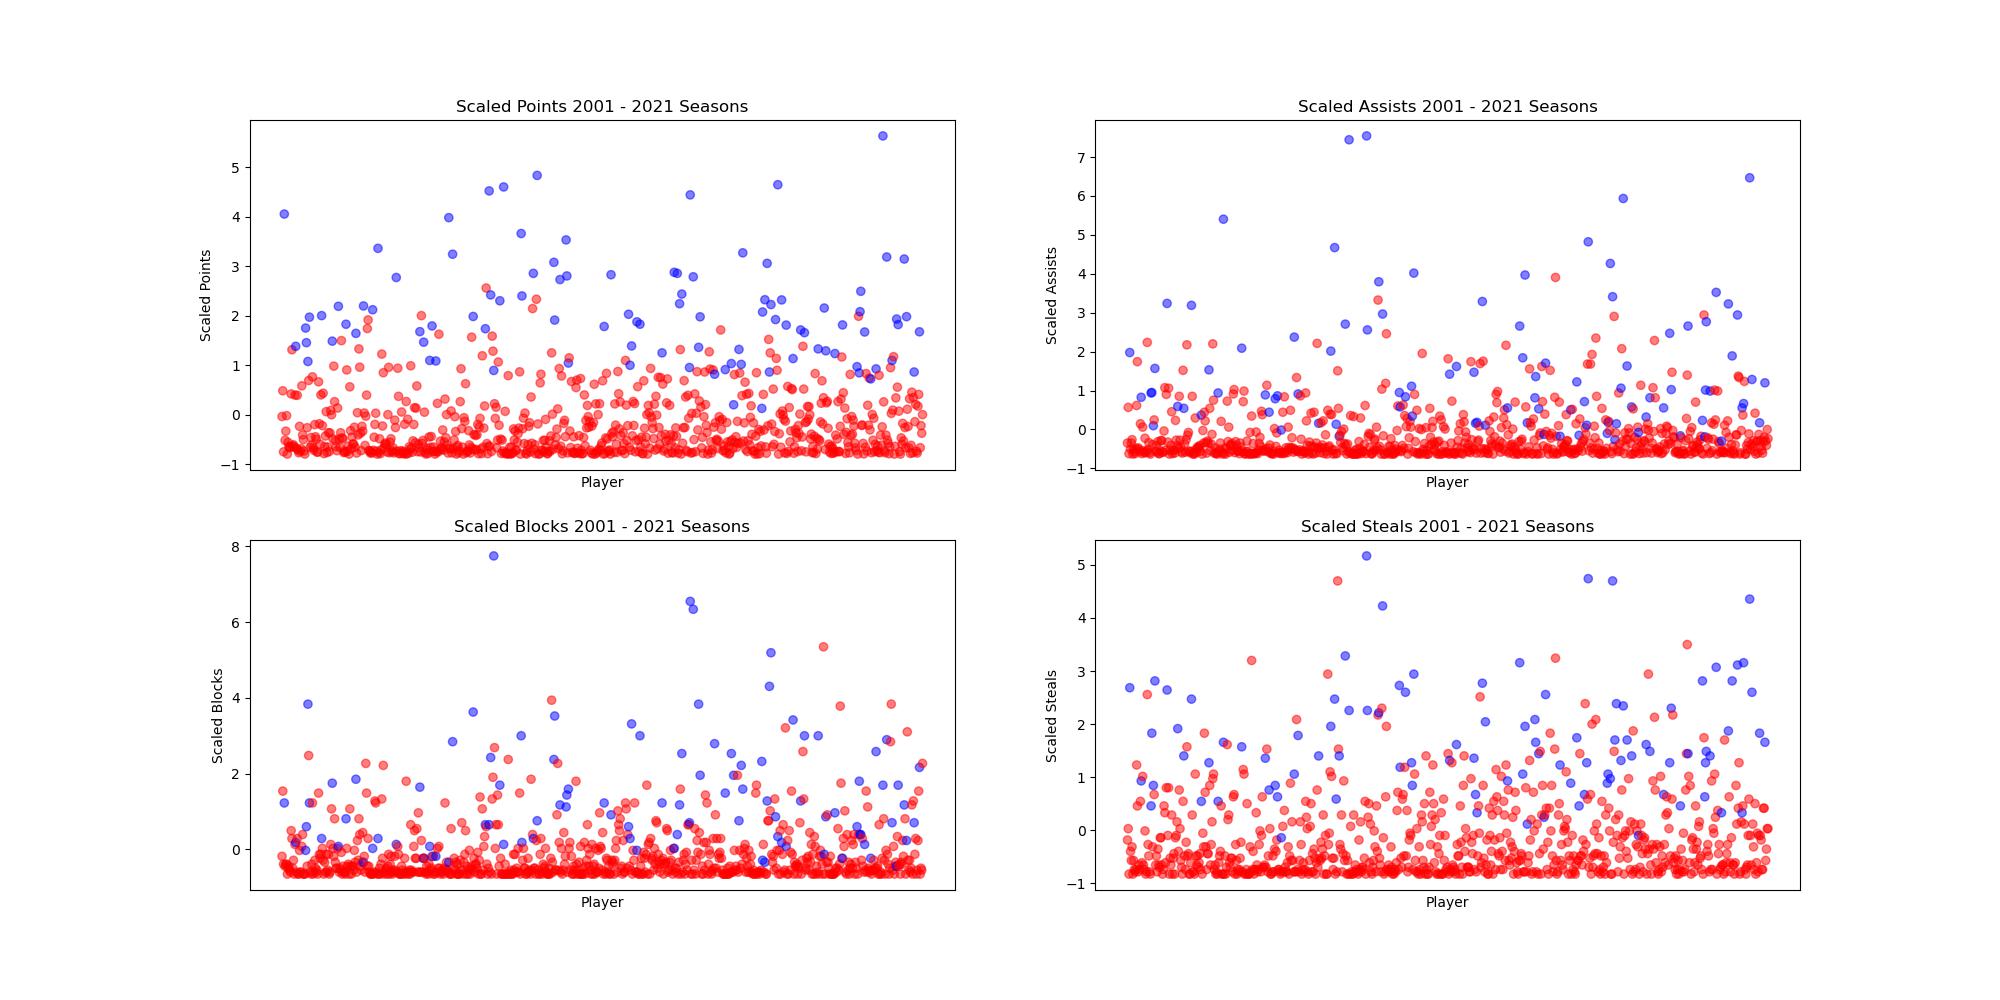 Scaled Points 2001 - 2021 Seasons
Scaled Points
5
4
3
2
1
0
−1
Player
Scaled Assists 2001 - 2021 Seasons
Scaled Assists
7
6
5
4
3
2
1
0
−1
Player
Scaled Blocks 2001 - 2021 Seasons
Scaled Blocks
8
6
4
2
0
Player
Scaled Steals 2001 - 2021 Seasons
Scaled Steals
5
4
3
2
1
0
−1
Player